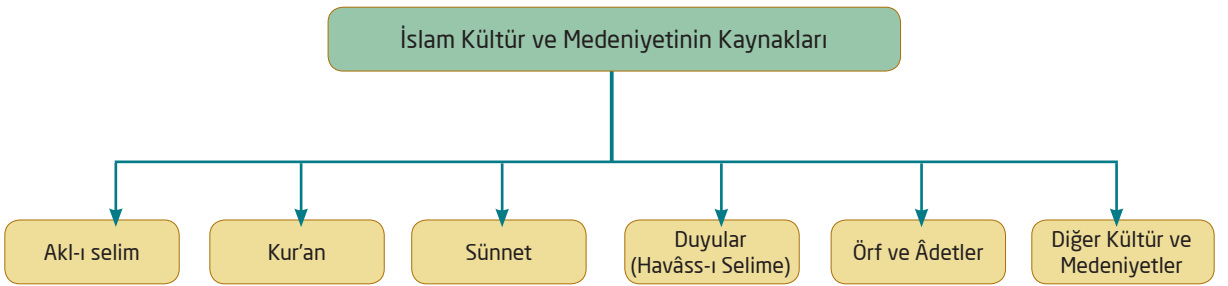 İslam Kültür ve Medeniyetinin Kaynakları
Akl-ı selim
Kur'an
Sünnet
Duyular
(Havâss-ı Selime)
Örf ve Âdetler
Diğer Kültür ve
Medeniyetler